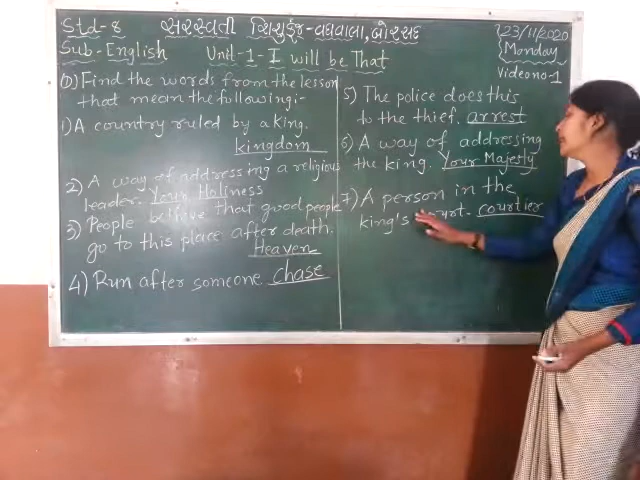 Std-8 સરસ્વતી શિશુકુંજ-વઘવાલા, બોરસદ 23/11/2020
Sub-English Unit-1-I will be That Monday
Video no-1
(D) Find the words from the lesson
that mean the following:-
1) A country ruled by a king.
kingdom
2) A way of addressing a religious
leader. Your Holiness
3) People believe that good people
go to this place after death.
Heaven
4) Run after someone chase
5) The police does this
to the thief. arrest
6) A way of addressing
the king. Your Majesty
7) A person in the
king's court. courtier